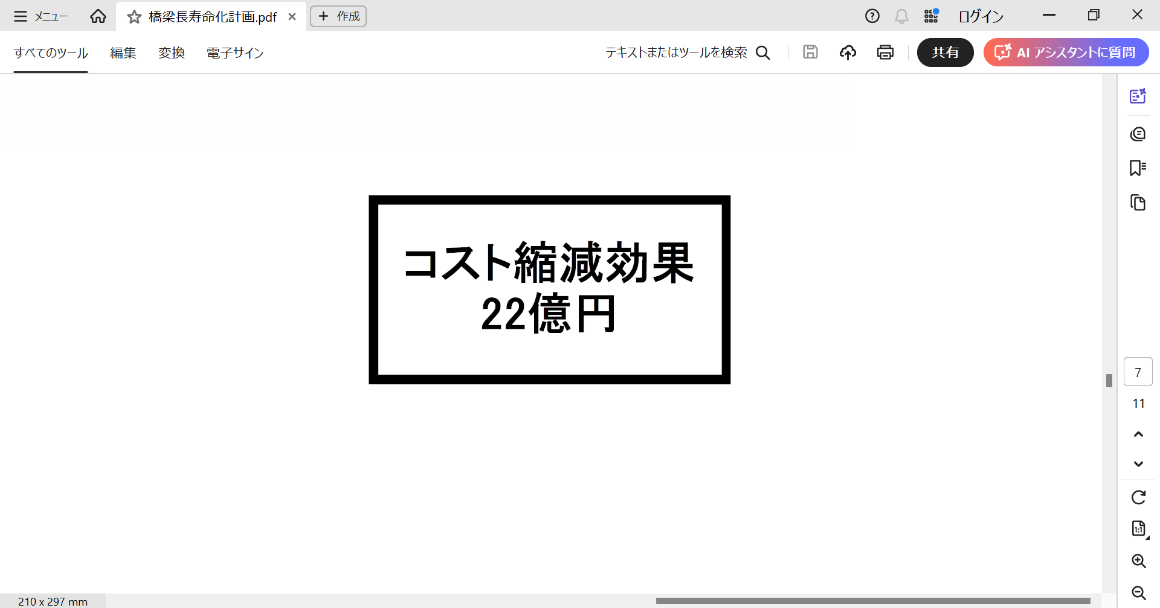 メニュー
橋梁長寿命化計画.pdf
作成
ログイン
すべてのツール
編集
変換
電子サイン
テキストまたはツールを検索
共有
AI アシスタントに質問
コスト縮減効果
22億円
7
11
1:1
210 x 297 mm